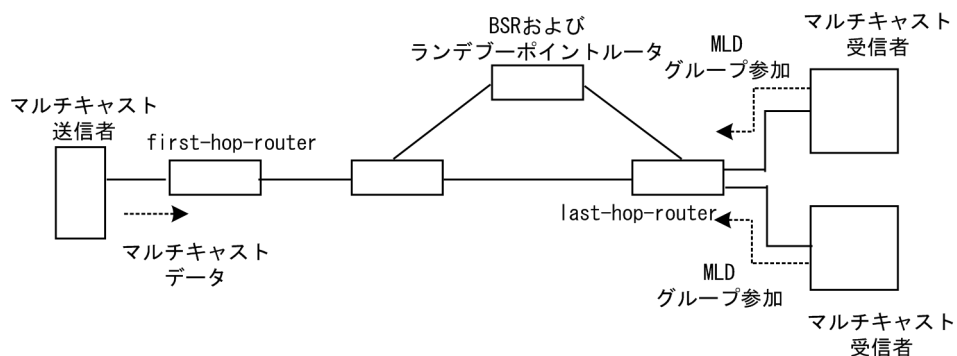 BSRおよび
ランデブーポイントルータ
マルチキャスト
受信者
MLD
グループ参加
マルチキャスト
送信者
first-hop-router
last-hop-router
マルチキャスト
データ
MLD
グループ参加
マルチキャスト
受信者